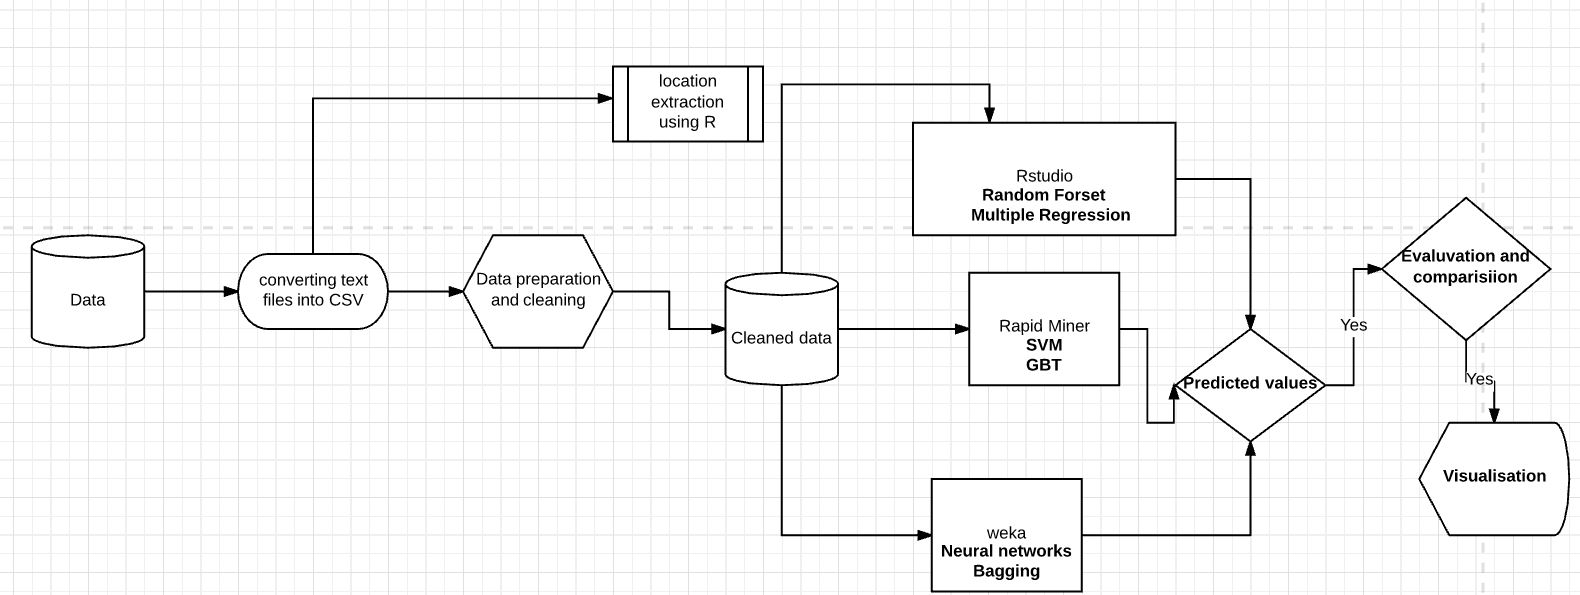 location
extraction
using R
Rstudio
Random Forset
Multiple Regression
Data
converting text
files into CSV
Data preparation
and cleaning
Cleaned data
Rapid Miner
SVM
GBT
Predicted values
Yes
Evaluvation and
comparisiion
Yes
Visualisation
weka
Neural networks
Bagging